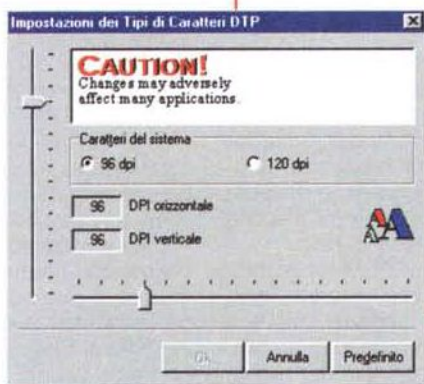 Impostazioni dei Tipi di Caratteri DTP
CAUTION!
Changes may adversely
affect many applications.
Caratteri del sistema
96 dpi
120 dpi
96 DPI orizzontale
96 DPI verticale
Ok
Annulla
Predefinito